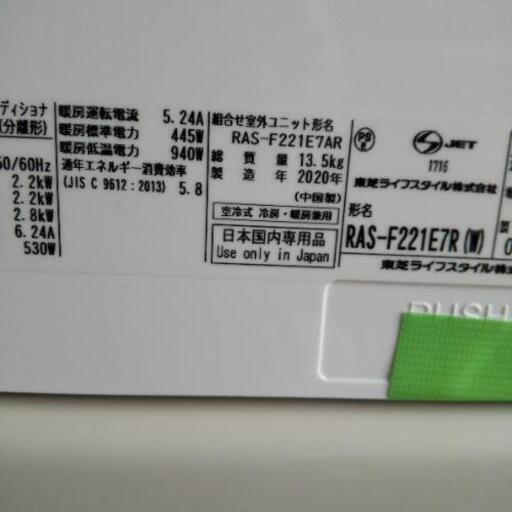 ディショナ
(分離形)
50/60Hz
2.2kW
2.2kW
2.8kW
6.24A
530W
暖房運転電流 5.24A
暖房標準電力 445W
暖房低温電力 940W
通年エネルギー消費効率
(JIS C 9612:2013) 5.8
組合せ室外ユニット形名
RAS-F221E7AR
総質量 13.5kg
製造年 2020年
(中国製)
空冷式 冷房・暖房兼用
日本国内専用品
Use only in Japan
PSE
JET
1716
東芝ライフスタイル株式会社
形名
RAS-F221E7R(W)
東芝ライフスタイル株
PUSH